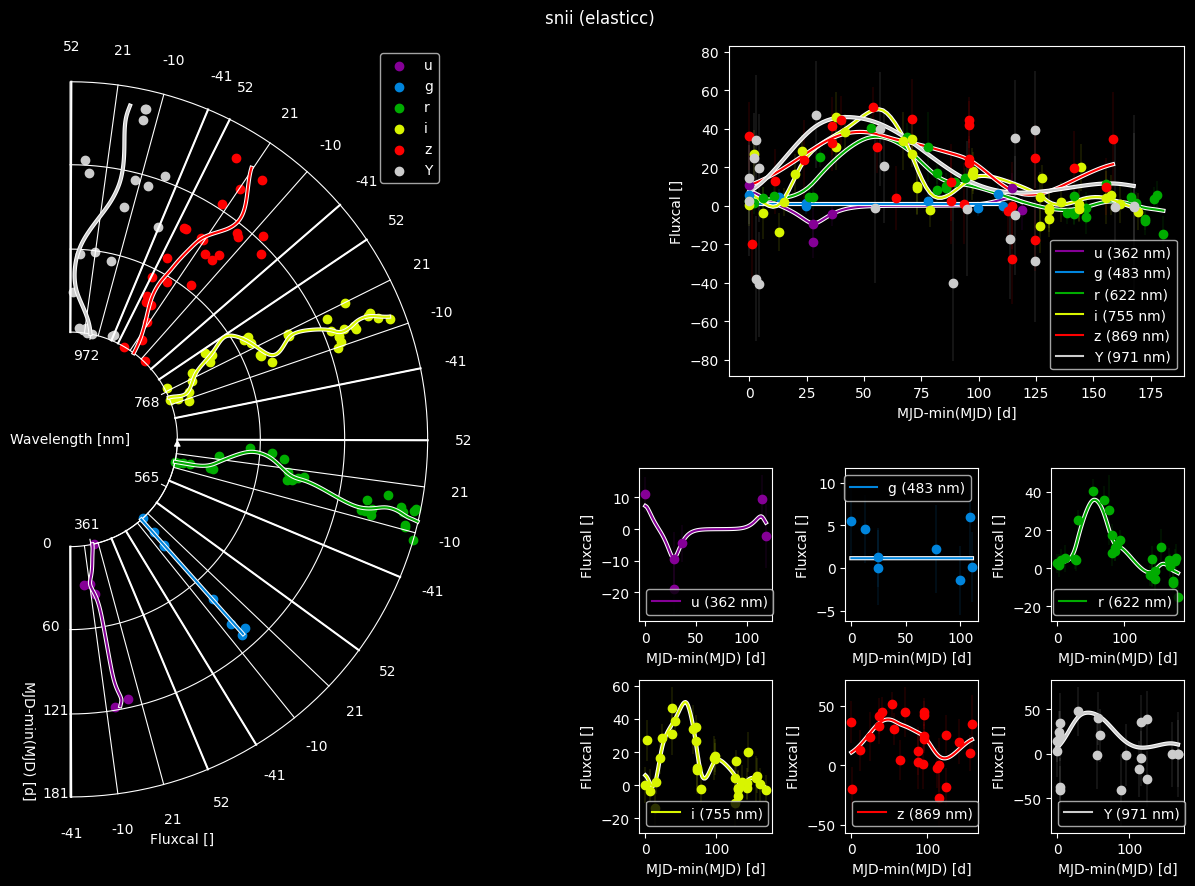 snii (elasticc)
52
21
-10
-41
52
21
-10
-41
52
21
-10
-41
52
21
-10
-41
52
21
-10
-41
52
21
-10
-41
u
g
r
i
z
Y
972
768
Wavelength [nm]
565
361
0
60
121
181
MJD-min(MJD) [d]
Fluxcal []
80
60
40
20
0
−20
−40
−60
−80
Fluxcal []
u (362 nm)
g (483 nm)
r (622 nm)
i (755 nm)
z (869 nm)
Y (971 nm)
0 25 50 75 100 125 150 175
MJD-min(MJD) [d]
10
0
−10
−20
Fluxcal []
u (362 nm)
0 100
MJD-min(MJD) [d]
10
5
0
−5
Fluxcal []
g (483 nm)
0 50 100
MJD-min(MJD) [d]
40
20
0
−20
Fluxcal []
r (622 nm)
0 100
MJD-min(MJD) [d]
60
40
20
0
−20
Fluxcal []
i (755 nm)
0 100
MJD-min(MJD) [d]
50
0
−50
Fluxcal []
z (869 nm)
0 100
MJD-min(MJD) [d]
50
0
−50
Fluxcal []
Y (971 nm)
0 100
MJD-min(MJD) [d]